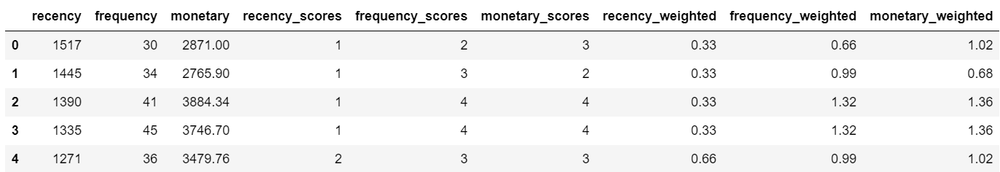 recency frequency monetary recency_scores frequency_scores monetary_scores recency_weighted frequency_weighted monetary_weighted
0 1517 30 2871.00 1 2 3 0.33 0.66 1.02
1 1445 34 2765.90 1 3 2 0.33 0.99 0.68
2 1390 41 3884.34 1 4 4 0.33 1.32 1.36
3 1335 45 3746.70 1 4 4 0.33 1.32 1.36
4 1271 36 3479.76 2 3 3 0.66 0.99 1.02